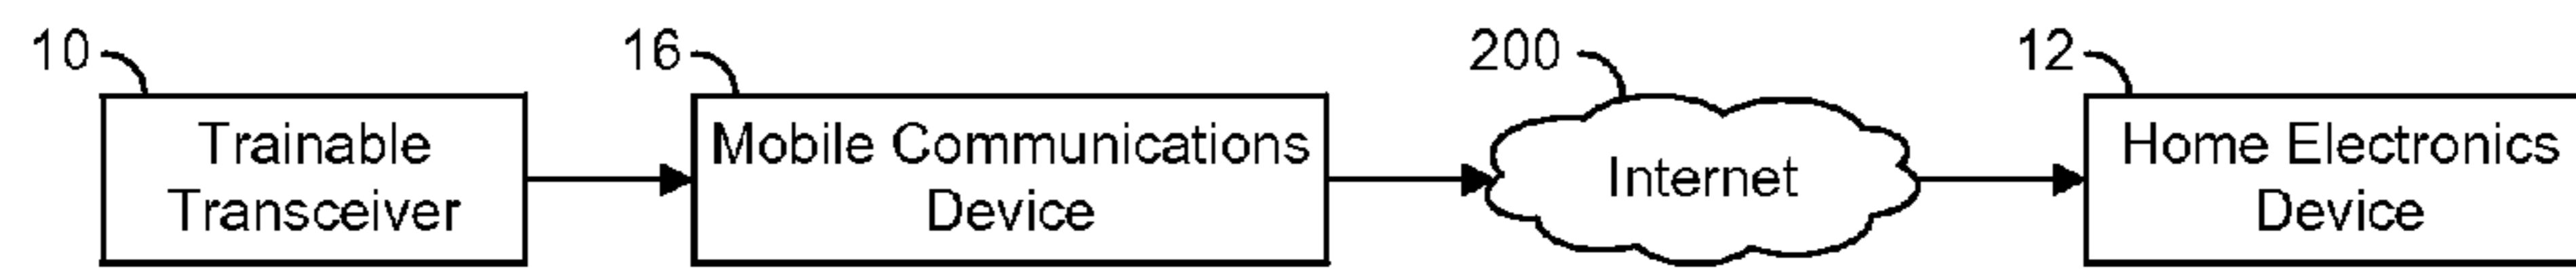 10
16
200
12
Trainable
Transceiver
Mobile Communications
Device
Internet
Home Electronics
Device